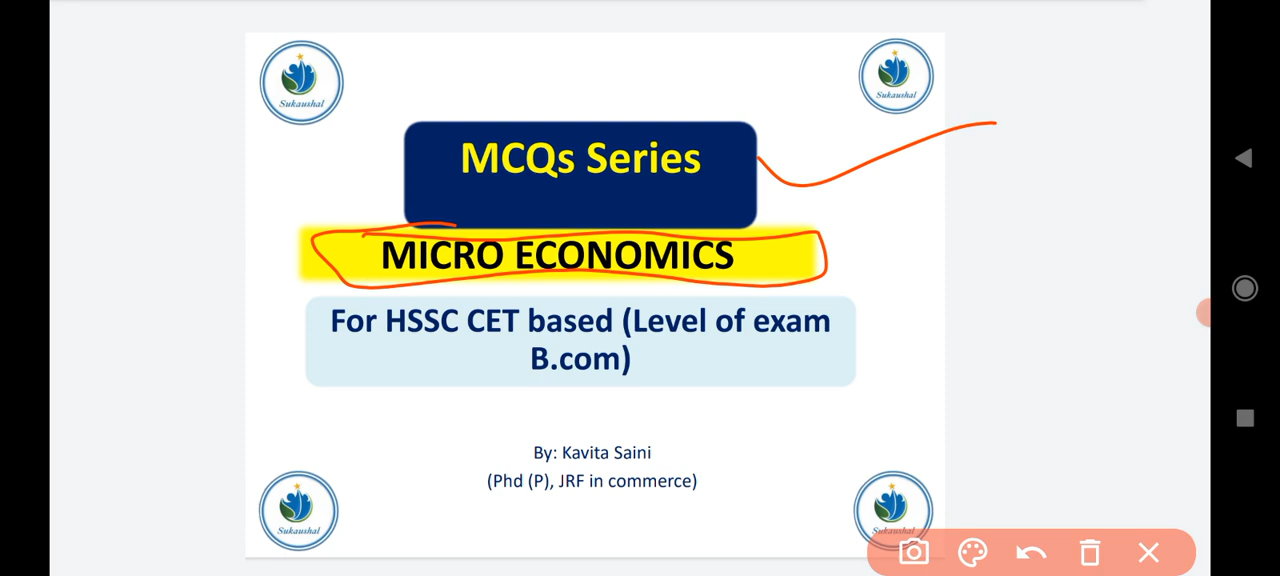 Sukaushal
Sukaushal
MCQs Series
MICRO ECONOMICS
For HSSC CET based (Level of exam
B.com)
By: Kavita Saini
(Phd (P), JRF in commerce)
Sukaushal
Sukaushal